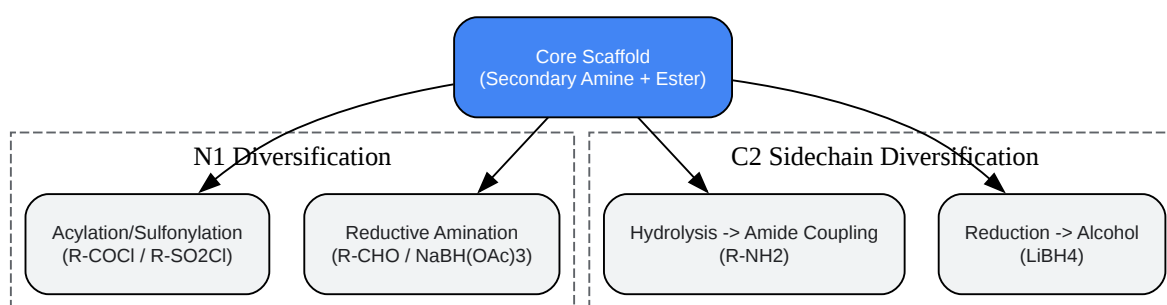 Core Scaffold
(Secondary Amine + Ester)
N1 Diversification
C2 Sidechain Diversification
Acylation/Sulfonylation
(R-COCl / R-SO2Cl)
Reductive Amination
(R-CHO / NaBH(OAc)3)
Hydrolysis -> Amide Coupling
(R-NH2)
Reduction -> Alcohol
(LiBH4)